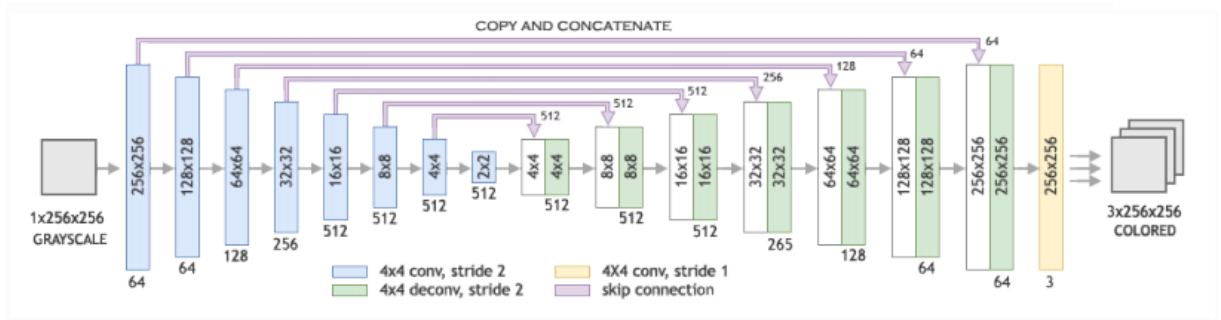 COPY AND CONCATENATE
64
64
128
256
512
512
512
256x256
128x128
64x64
32x32
16x16
8x8
4x4
2x2
4x4
4x4
8x8
8x8
16x16
16x16
32x32
32x32
64x64
64x64
128x128
128x128
256x256
256x256
256x256
1x256x256
GRAYSCALE
3x256x256
COLORED
64
64
128
256
512
512
512
512
512
512
512
265
128
64
64
3
4x4 conv, stride 2
4x4 deconv, stride 2
4X4 conv, stride 1
skip connection